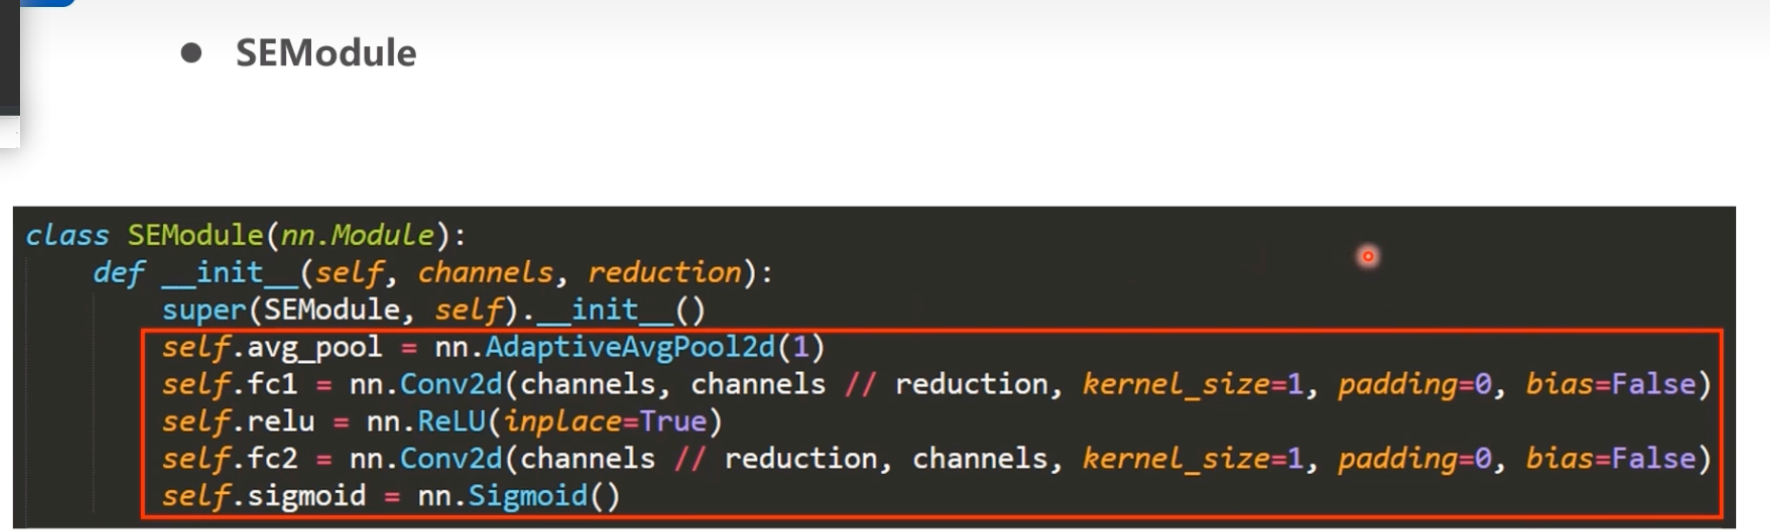 ● SEModule
class SEModule(nn.Module):
def __init__(self, channels, reduction):
super(SEModule, self).__init__()
self.avg_pool = nn.AdaptiveAvgPool2d(1)
self.fc1 = nn.Conv2d(channels, channels // reduction, kernel_size=1, padding=0, bias=False)
self.relu = nn.ReLU(inplace=True)
self.fc2 = nn.Conv2d(channels // reduction, channels, kernel_size=1, padding=0, bias=False)
self.sigmoid = nn.Sigmoid()